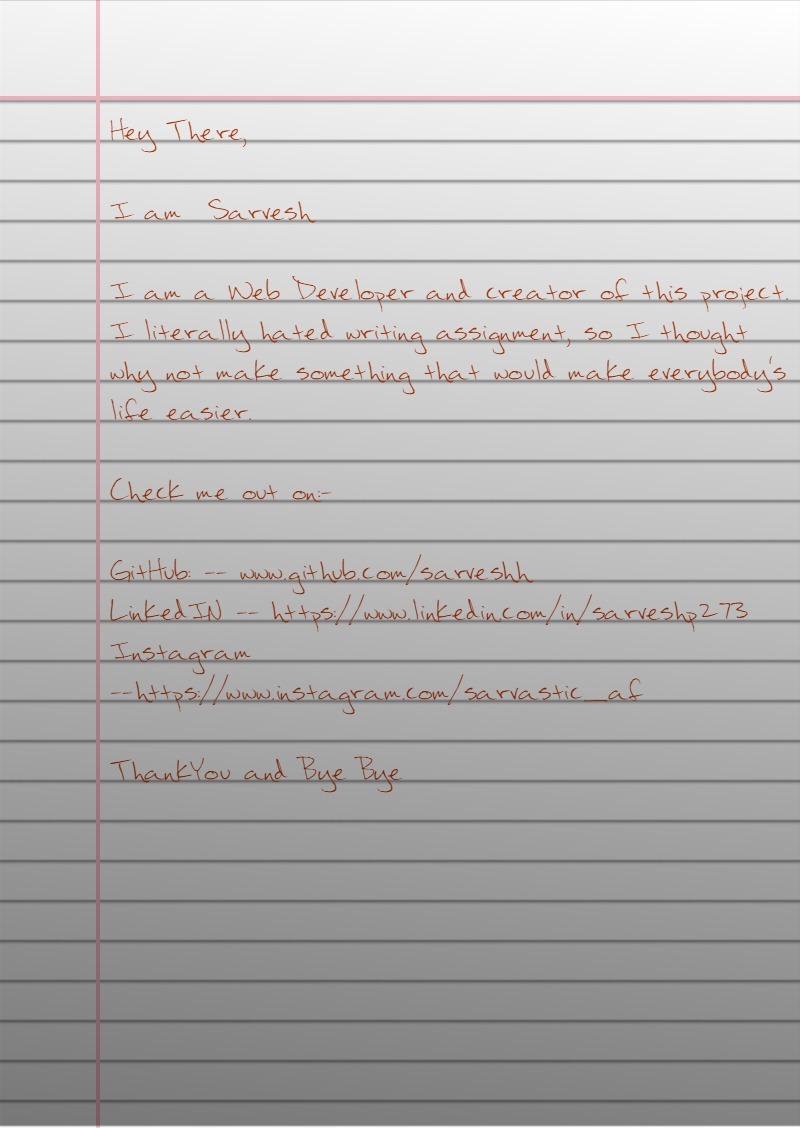 Hey There,
I am Sarvesh
I am a Web Developer and creator of this project.
I literally hated writing assignment, so I thought
why not make something that would make everybody's
life easier.
Check me out on:-
GitHub: -- www.github.com/sarveshh
LinkedIN -- https://www.linkedin.com/in/sarveshp273
Instagram
--https://www.instagram.com/sarvastic_af
ThankYou and Bye Bye